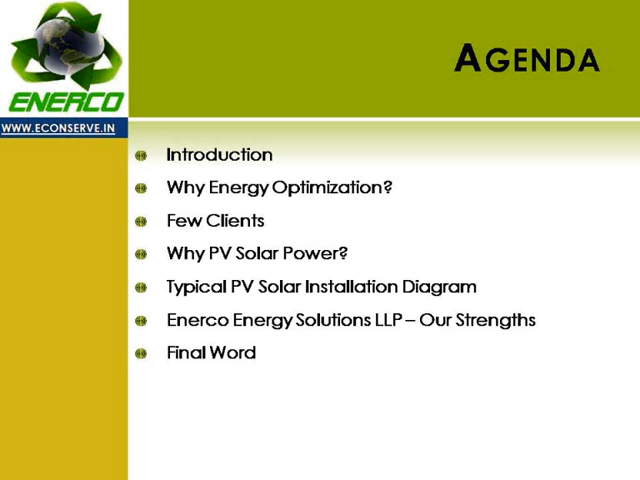 ENERCO
WWW.ECONSERVE.IN
AGENDA
Introduction
Why Energy Optimization?
Few Clients
Why PV Solar Power?
Typical PV Solar Installation Diagram
Enerco Energy Solutions LLP – Our Strengths
Final Word